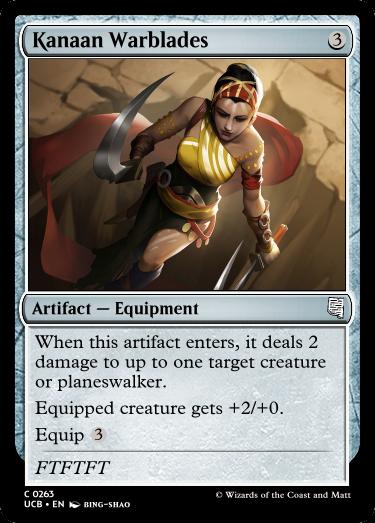 Kanaan Warblades 3
Artifact — Equipment
When this artifact enters, it deals 2
damage to up to one target creature
or planeswalker.
Equipped creature gets +2/+0.
Equip 3
FTFTFT
C 0263
UCB • EN BING-SHAO
© Wizards of the Coast and Matt